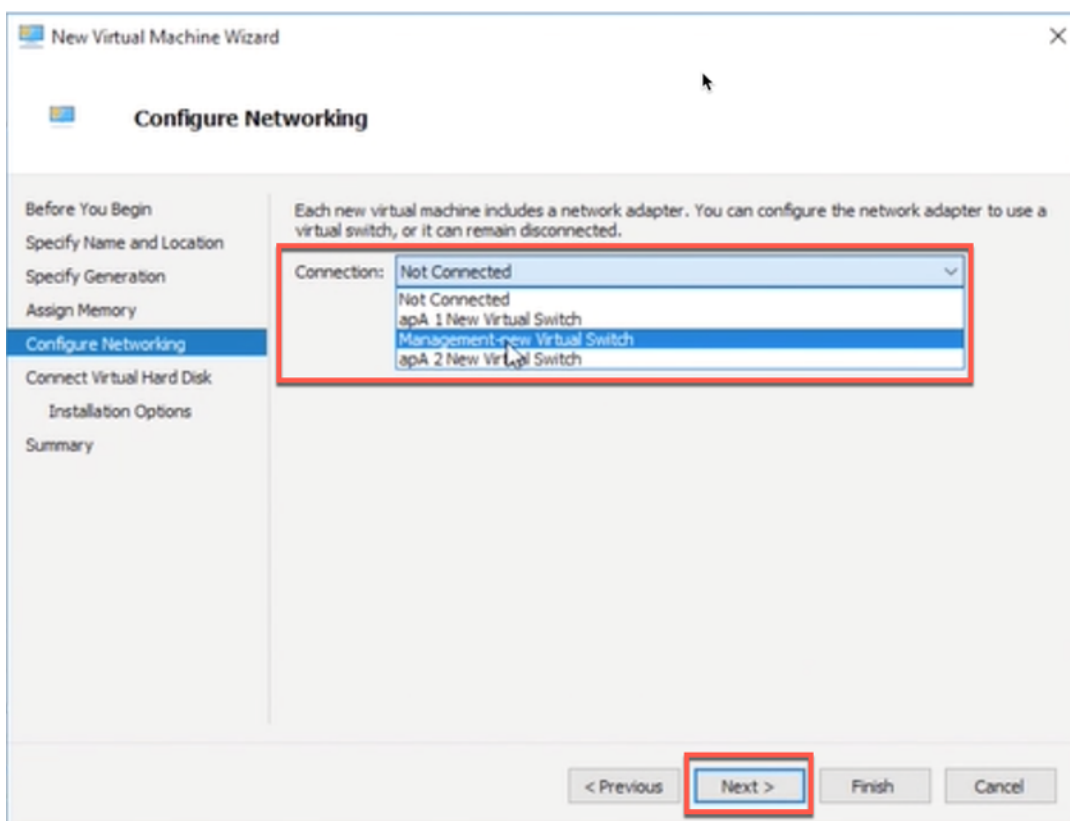 New Virtual Machine Wizard
Configure Networking
Before You Begin
Specify Name and Location
Specify Generation
Assign Memory
Configure Networking
Connect Virtual Hard Disk
Installation Options
Summary
Each new virtual machine includes a network adapter. You can configure the network adapter to use a
virtual switch, or it can remain disconnected.
Connection: Not Connected
Not Connected
apA 1 New Virtual Switch
Management-new Virtual Switch
apA 2 New Virtual Switch
< Previous
Next >
Finish
Cancel